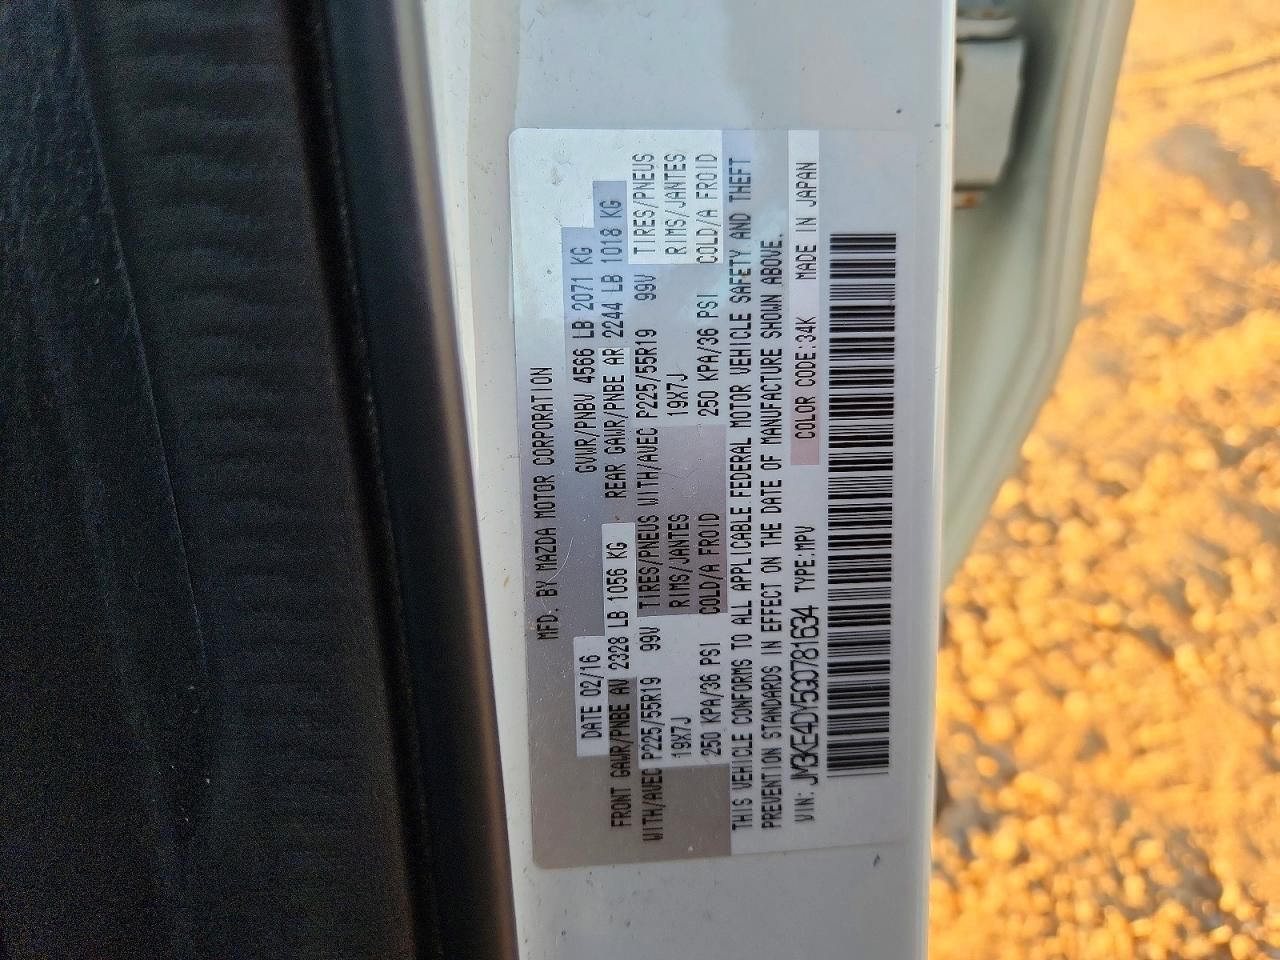 MFD. BY MAZDA MOTOR CORPORATION
DATE 02/16 GVWR/PNBV 4566 LB 2071 KG
FRONT GAWR/PNBE AV 2328 LB 1056 KG REAR GAWR/PNBE AR 2244 LB 1018 KG
WITH/AVEC P225/55R19 99V TIRES/PNEUS WITH/AVEC P225/55R19 99V TIRES/PNEUS
19X7J RIMS/JANTES 19X7J RIMS/JANTES
250 KPA/36 PSI COLD/A FROID 250 KPA/36 PSI COLD/A FROID
THIS VEHICLE CONFORMS TO ALL APPLICABLE FEDERAL MOTOR VEHICLE SAFETY AND THEFT
PREVENTION STANDARDS IN EFFECT ON THE DATE OF MANUFACTURE SHOWN ABOVE.
VIN: JM3KE4DY5G0781634 TYPE:MPV COLOR CODE:34K MADE IN JAPAN